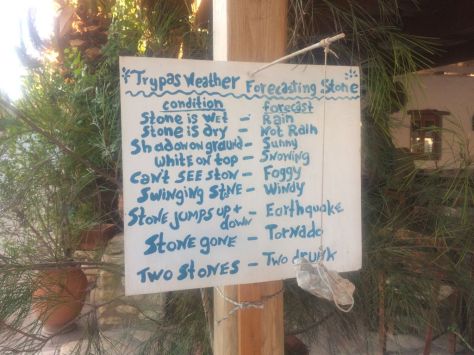 Trypas Weather Forecasting Stone
condition forecast
Stone is wet - Rain
Stone is dry - Not Rain
Shadow on ground - Sunny
White on top - Snowing
Can't See Ston - Foggy
Swinging Stne - Windy
Stone jumps up + down - Earthquake
Stone gone - Tornado
Two Stones - Two drunk